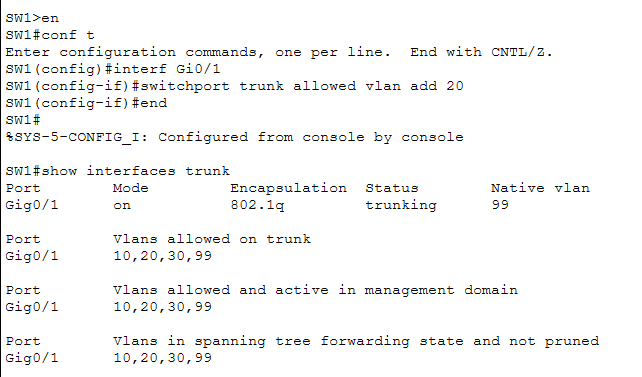 SW1>en
SW1#conf t
Enter configuration commands, one per line.  End with CNTL/Z.
SW1(config)#interf Gi0/1
SW1(config-if)#switchport trunk allowed vlan add 20
SW1(config-if)#end
SW1#
%SYS-5-CONFIG_I: Configured from console by console
SW1#show interfaces trunk
Port        Mode         Encapsulation  Status        Native vlan
Gig0/1      on           802.1q         trunking      99
Port        Vlans allowed on trunk
Gig0/1      10,20,30,99
Port        Vlans allowed and active in management domain
Gig0/1      10,20,30,99
Port        Vlans in spanning tree forwarding state and not pruned
Gig0/1      10,20,30,99